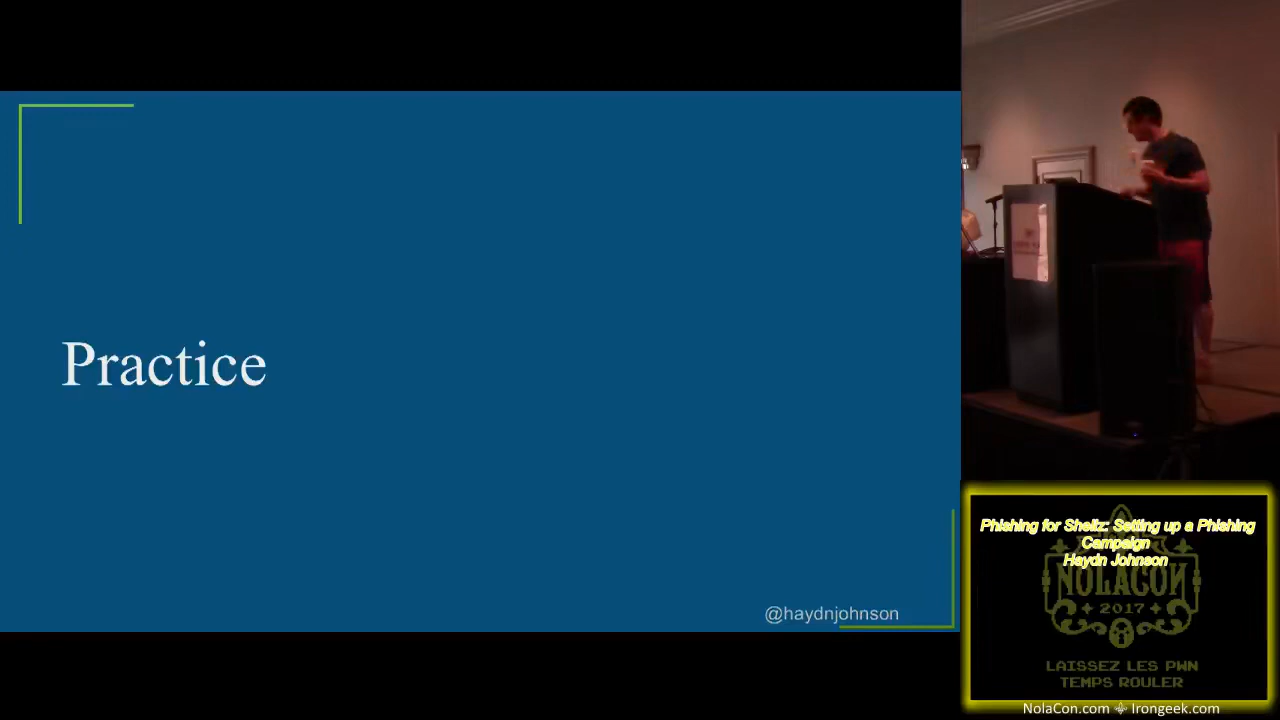 Practice
@haydnjohnson
Phishing for Shellz: Setting up a Phishing
Campaign
Haydn Johnson
NOLACON
2017
LAISSEZ LES PWN
TEMPS ROULER
NolaCon.com Irongeek.com